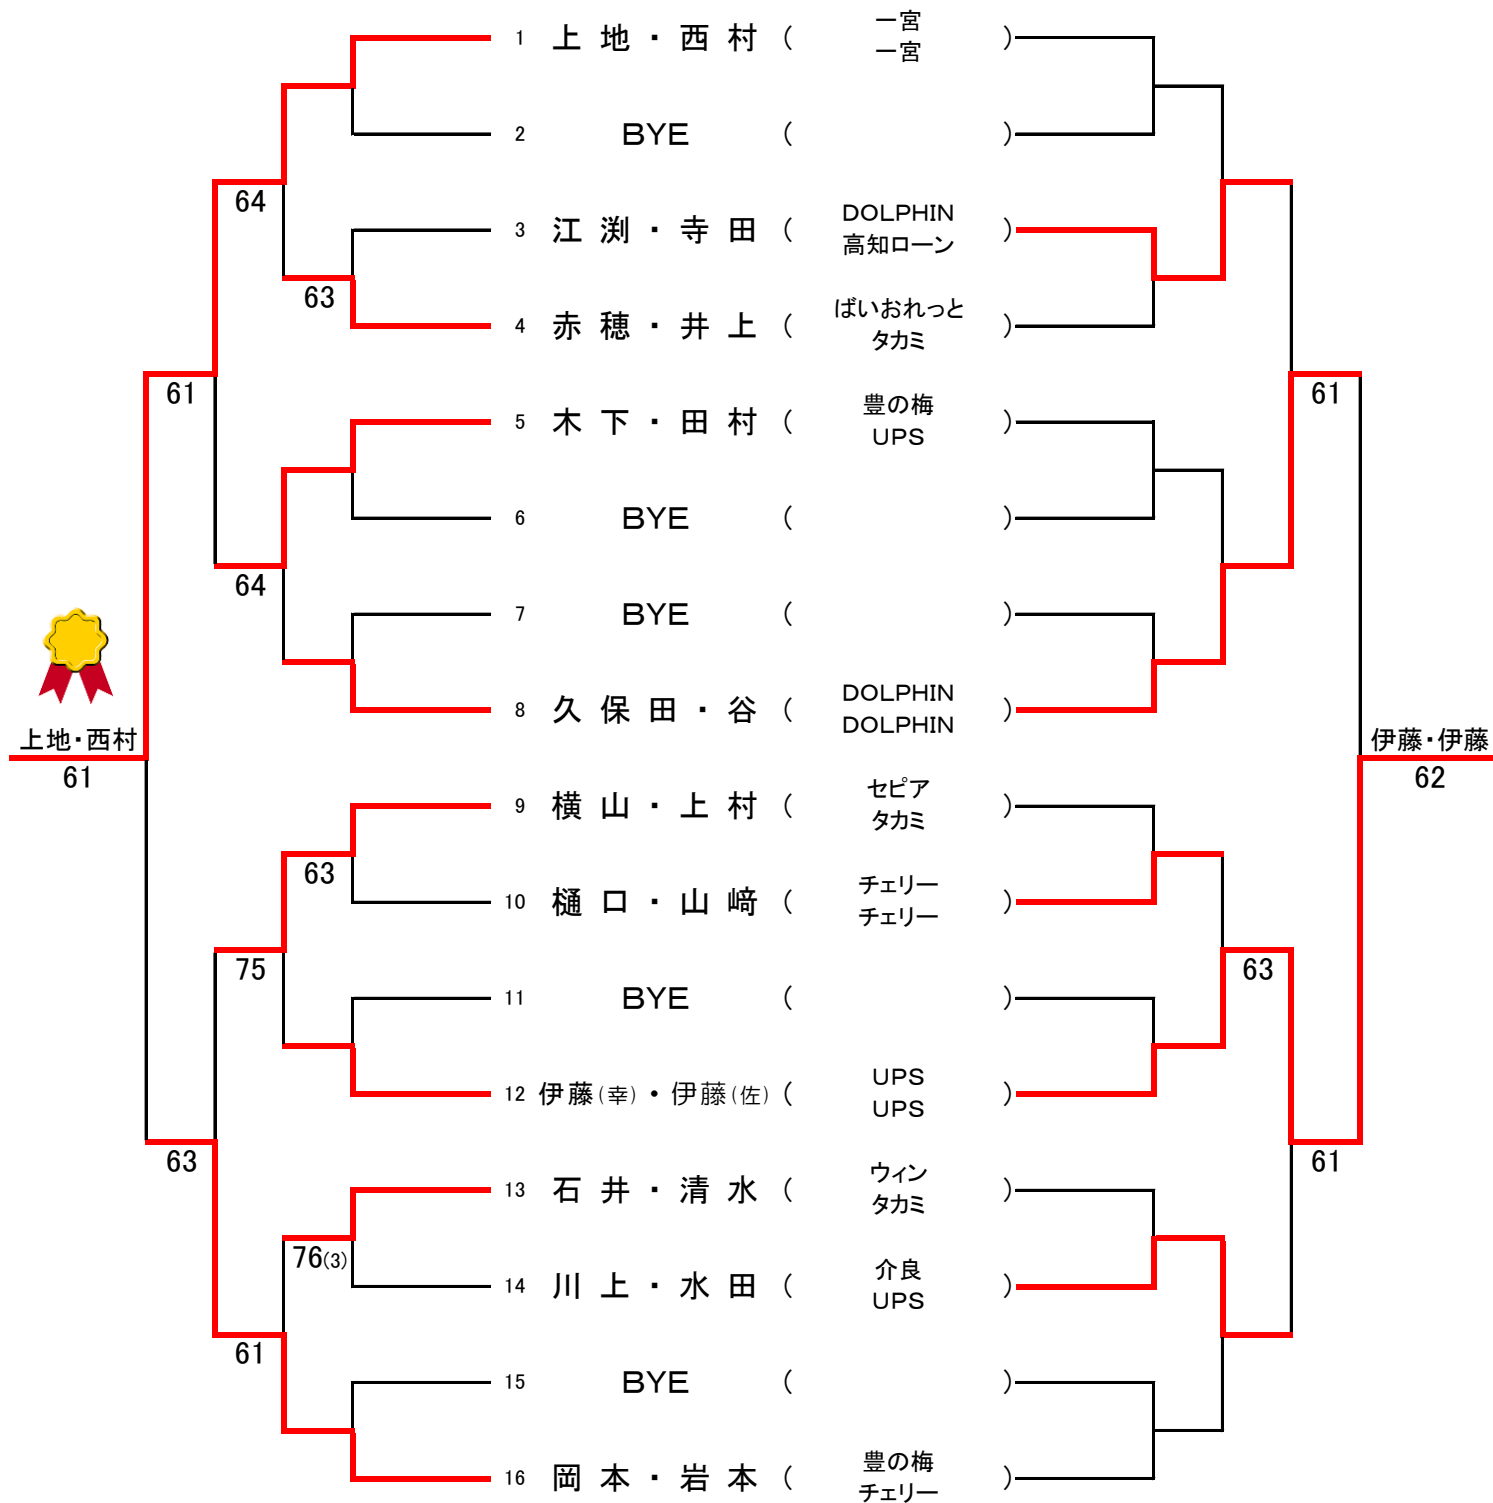 1 上地・西村 ( 一宮 一宮 )
2 BYE ( )
64
3 江渕・寺田 ( DOLPHIN 高知ローン )
63
4 赤穂・井上 ( ばいおれっと タカミ )
61
61
5 木下・田村 ( 豊の梅 UPS )
6 BYE ( )
64
7 BYE ( )
8 久保田・谷 ( DOLPHIN DOLPHIN )
上地・西村
61
伊藤・伊藤
62
9 横山・上村 ( セピア タカミ )
63
10 樋口・山﨑 ( チェリー チェリー )
75
63
11 BYE ( )
12 伊藤(幸)・伊藤(佐) ( UPS UPS )
63
61
13 石井・清水 ( ウィン タカミ )
76(3)
14 川上・水田 ( 介良 UPS )
61
15 BYE ( )
16 岡本・岩本 ( 豊の梅 チェリー )